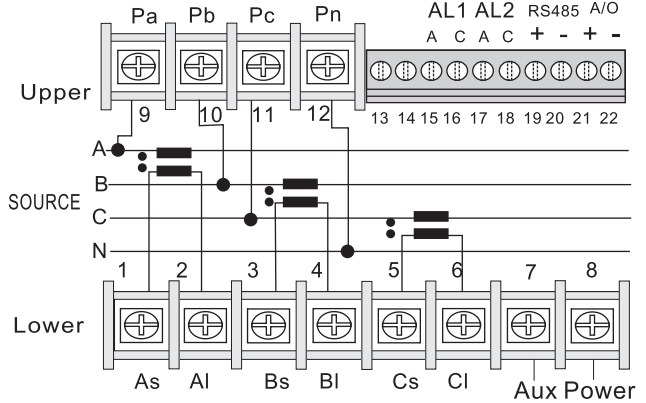 Pa Pb Pc Pn AL1 AL2 RS485 A/O
A C A C + - + -
Upper
9 10 11 12 13 14 15 16 17 18 19 20 21 22
A
B
SOURCE
C
N
1 2 3 4 5 6 7 8
Lower
As Al Bs Bl Cs Cl Aux Power